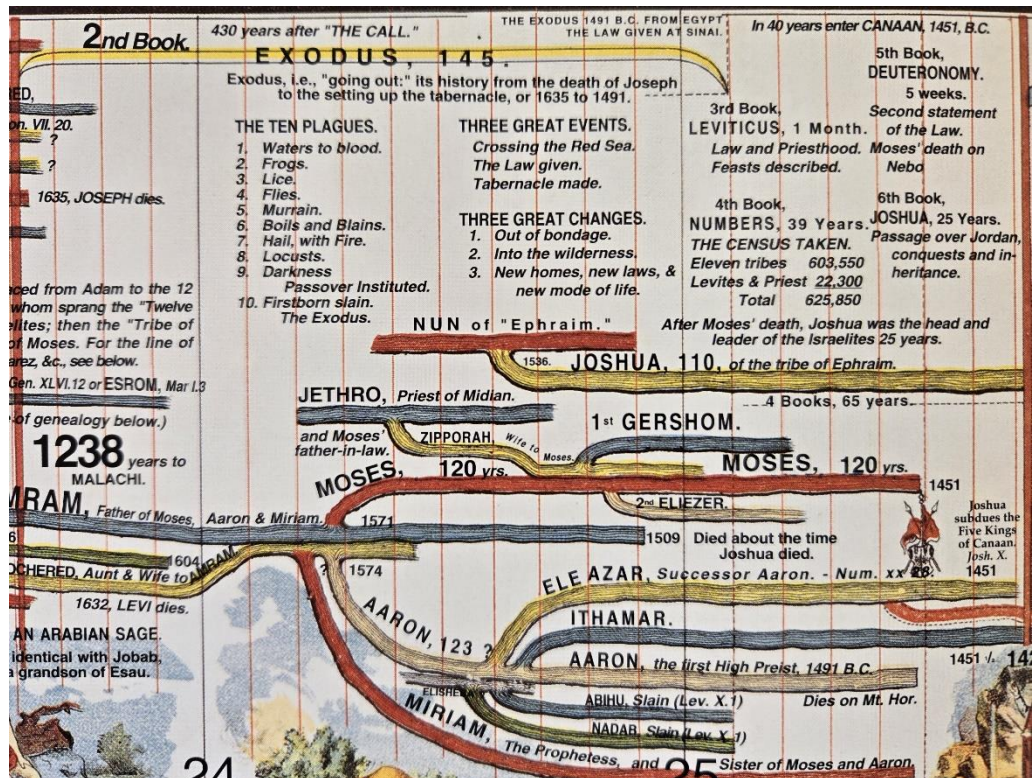 2nd Book.
430 years after "THE CALL."
THE EXODUS 1491 B.C. FROM EGYPT
THE LAW GIVEN AT SINAI.
In 40 years enter CANAAN, 1451, B.C.
EXODUS, 145.
Exodus, i.e., "going out:" its history from the death of Joseph
to the setting up the tabernacle, or 1635 to 1491.
5th Book,
DEUTERONOMY.
5 weeks.
Second statement
of the Law.
Moses' death on
Nebo
3rd Book,
LEVITICUS, 1 Month.
Law and Priesthood.
Feasts described.
RED,
on. VII. 20.
?
?
1635, JOSEPH dies.
THE TEN PLAGUES.
1. Waters to blood.
2. Frogs.
3. Lice.
4. Flies.
5. Murrain.
6. Boils and Blains.
7. Hail, with Fire.
8. Locusts.
9. Darkness
Passover Instituted.
10. Firstborn slain.
The Exodus.
THREE GREAT EVENTS.
Crossing the Red Sea.
The Law given.
Tabernacle made.
THREE GREAT CHANGES.
1. Out of bondage.
2. Into the wilderness.
3. New homes, new laws, &
new mode of life.
4th Book,
NUMBERS, 39 Years.
THE CENSUS TAKEN.
Eleven tribes 603,550
Levites & Priest 22,300
Total 625,850
6th Book,
JOSHUA, 25 Years.
Passage over Jordan,
conquests and in-
heritance.
After Moses' death, Joshua was the head and
leader of the Israelites 25 years.
aced from Adam to the 12
whom sprang the "Twelve
elites; then the "Tribe of
of Moses. For the line of
arez, &c., see below.
Gen. XLVI.12 or ESROM, Mar I.3
of genealogy below.)
1238 years to
MALACHI.
NUN of "Ephraim."
1536.
JOSHUA, 110, of the tribe of Ephraim.
4 Books, 65 years.
JETHRO, Priest of Midian.
and Moses'
father-in-law.
ZIPPORAH, Wife to Moses.
1st GERSHOM.
MOSES, 120 yrs.
MOSES, 120 yrs.
1451
2nd ELIEZER.
Joshua
subdues the
Five Kings
of Canaan.
Josh. X.
1451
MRAM, Father of Moses, Aaron & Miriam.
1571
1509 Died about the time
Joshua died.
6
1604
OCHERED, Aunt & Wife to AMRAM
?
1574
1632, LEVI dies.
ELEAZAR, Successor Aaron. - Num. xx 28.
ITHAMAR.
AARON, 123 ?
AARON, the first High Preist, 1491 B.C.
Dies on Mt. Hor.
1451 /.
AN ARABIAN SAGE.
identical with Jobab,
a grandson of Esau.
ABIHU, Slain (Lev. X.1)
NADAB, Slain (Lev. X.1)
MIRIAM, The Prophetess, and Sister of Moses and Aaron.
24
25